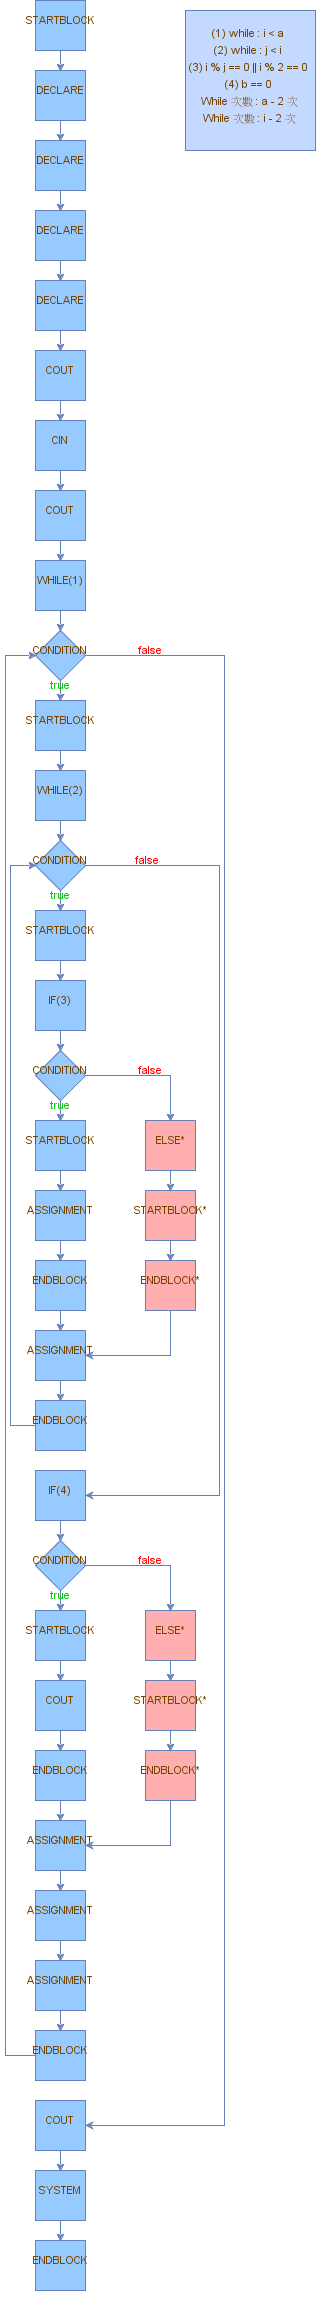 STARTBLOCK
(1) while : i < a
(2) while : j < i
(3) i % j == 0 || i % 2 == 0
(4) b == 0
While 次數 : a - 2 次
While 次數 : i - 2 次
DECLARE
DECLARE
DECLARE
DECLARE
COUT
CIN
COUT
WHILE(1)
CONDITION
false
true
STARTBLOCK
WHILE(2)
CONDITION
false
true
STARTBLOCK
IF(3)
CONDITION
false
true
STARTBLOCK
ELSE*
ASSIGNMENT
STARTBLOCK*
ENDBLOCK
ENDBLOCK*
ASSIGNMENT
ENDBLOCK
IF(4)
CONDITION
false
true
STARTBLOCK
ELSE*
COUT
STARTBLOCK*
ENDBLOCK
ENDBLOCK*
ASSIGNMENT
ASSIGNMENT
ASSIGNMENT
ENDBLOCK
COUT
SYSTEM
ENDBLOCK